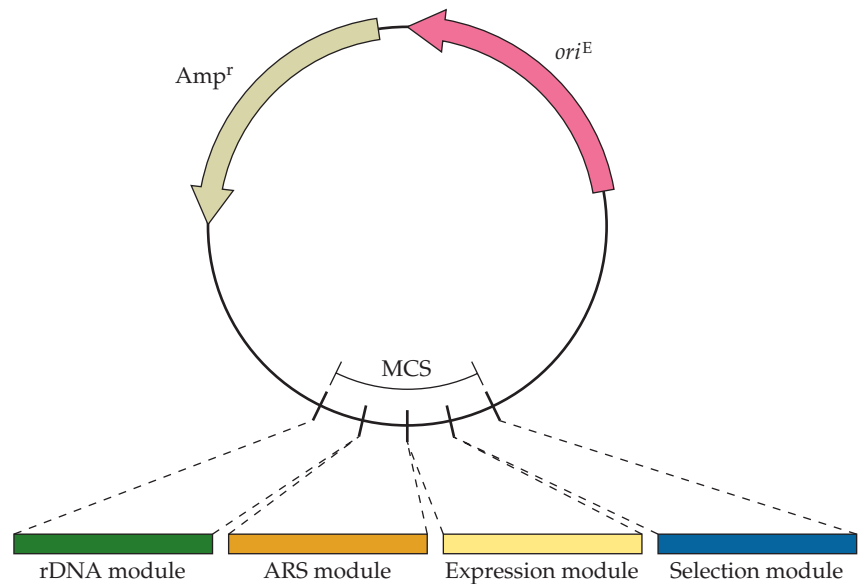 ori^E
Amp^r
MCS
rDNA module
ARS module
Expression module
Selection module